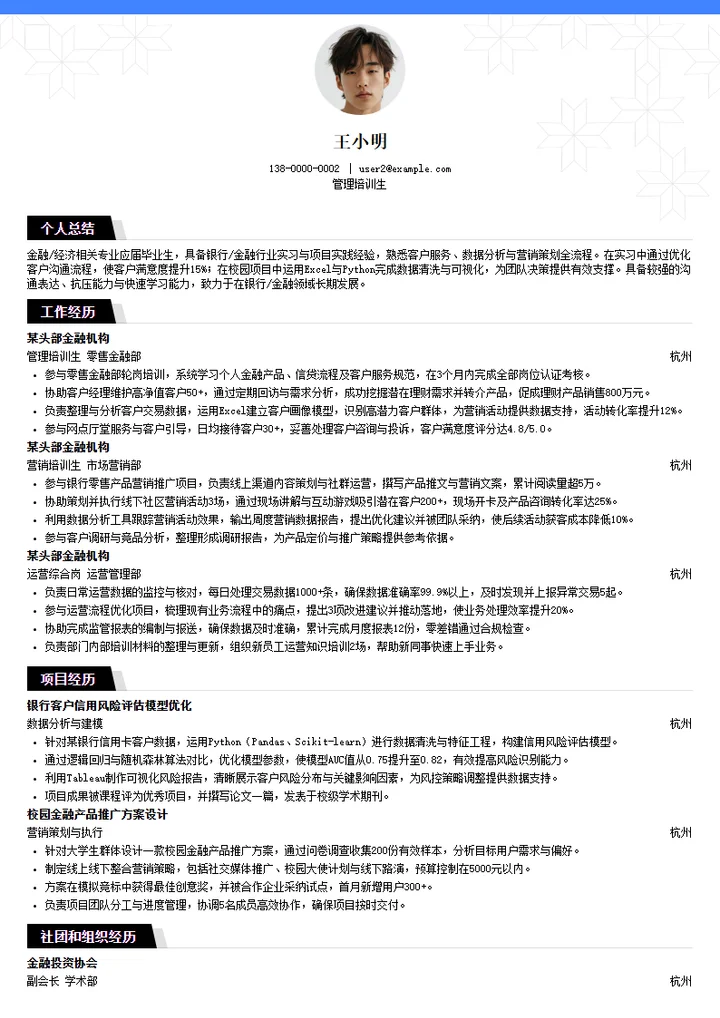 王小明
138-0000-0002 | user2@example.com
管理培训生
个人总结
金融/经济相关专业应届毕业生，具备银行/金融行业实习与项目实践经验，熟悉客户服务、数据分析与营销策划全流程。在实习中通过优化
客户沟通流程，使客户满意度提升15%；在校园项目中运用Excel与Python完成数据清洗与可视化，为团队决策提供有效支撑。具备较强的沟
通表达、抗压能力与快速学习能力，致力于在银行/金融领域长期发展。
工作经历
某头部金融机构
管理培训生 零售金融部 杭州
• 参与零售金融部轮岗培训，系统学习个人金融产品、信贷流程及客户服务规范，在3个月内完成全部岗位认证考核。
• 协助客户经理维护高净值客户50+，通过定期回访与需求分析，成功挖掘潜在理财需求并转介产品，促成理财产品销售800万元。
• 负责整理与分析客户交易数据，运用Excel建立客户画像模型，识别高潜力客户群体，为营销活动提供数据支持，活动转化率提升12%。
• 参与网点厅堂服务与客户引导，日均接待客户30+，妥善处理客户咨询与投诉，客户满意度评分达4.8/5.0。
某头部金融机构
营销培训生 市场营销部 杭州
• 参与银行零售产品营销推广项目，负责线上渠道内容策划与社群运营，撰写产品推文与营销文案，累计阅读量超5万。
• 协助策划并执行线下社区营销活动3场，通过现场讲解与互动游戏吸引潜在客户200+，现场开卡及产品咨询转化率达25%。
• 利用数据分析工具跟踪营销活动效果，输出周度营销数据报告，提出优化建议并被团队采纳，使后续活动获客成本降低10%。
• 参与客户调研与竞品分析，整理形成调研报告，为产品定价与推广策略提供参考依据。
某头部金融机构
运营综合岗 运营管理部 杭州
• 负责日常运营数据的监控与核对，每日处理交易数据1000+条，确保数据准确率99.9%以上，及时发现并上报异常交易5起。
• 参与运营流程优化项目，梳理现有业务流程中的痛点，提出3项改进建议并推动落地，使业务处理效率提升20%。
• 协助完成监管报表的编制与报送，确保数据及时准确，累计完成月度报表12份，零差错通过合规检查。
• 负责部门内部培训材料的整理与更新，组织新员工运营知识培训2场，帮助新同事快速上手业务。
项目经历
银行客户信用风险评估模型优化
数据分析与建模 杭州
• 针对某银行信用卡客户数据，运用Python（Pandas、Scikit-learn）进行数据清洗与特征工程，构建信用风险评估模型。
• 通过逻辑回归与随机森林算法对比，优化模型参数，使模型AUC值从0.75提升至0.82，有效提高风险识别能力。
• 利用Tableau制作可视化风险报告，清晰展示客户风险分布与关键影响因素，为风控策略调整提供数据支持。
• 项目成果被课程评为优秀项目，并撰写论文一篇，发表于校级学术期刊。
校园金融产品推广方案设计
营销策划与执行 杭州
• 针对大学生群体设计一款校园金融产品推广方案，通过问卷调查收集200份有效样本，分析目标用户需求与偏好。
• 制定线上线下整合营销策略，包括社交媒体推广、校园大使计划与线下路演，预算控制在5000元以内。
• 方案在模拟竞标中获得最佳创意奖，并被合作企业采纳试点，首月新增用户300+。
• 负责项目团队分工与进度管理，协调5名成员高效协作，确保项目按时交付。
社团和组织经历
金融投资协会
副会长 学术部 杭州